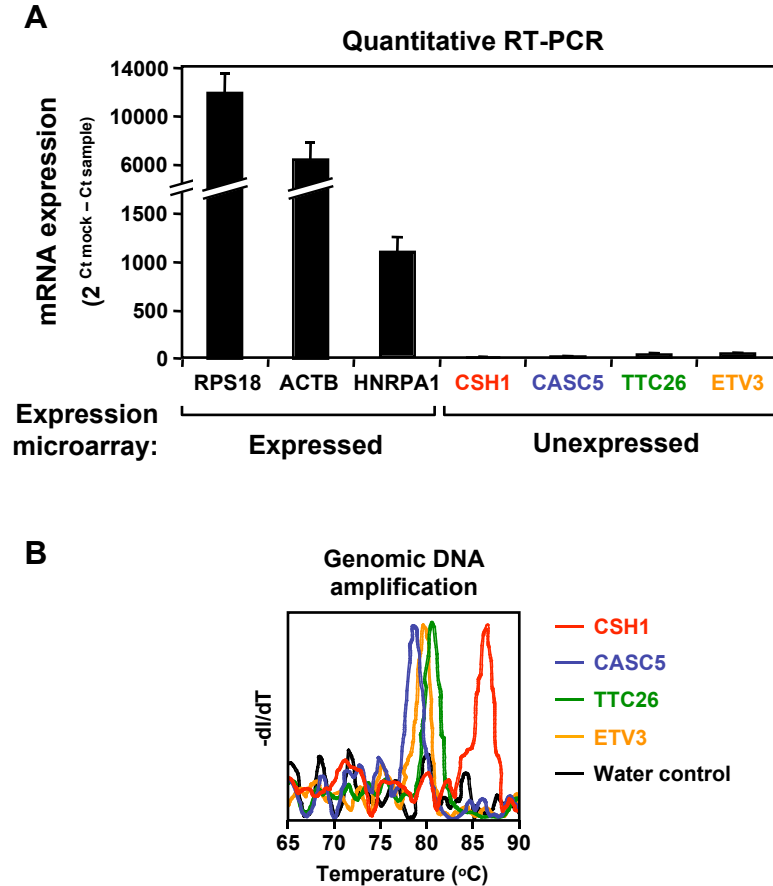 A
Quantitative RT-PCR
mRNA expression
(2 Ct mock – Ct sample)
14000
10000
6000
1500
1000
500
0
RPS18 ACTB HNRPA1 CSH1 CASC5 TTC26 ETV3
Expression
microarray:
Expressed Unexpressed
B
Genomic DNA
amplification
-dI/dT
65 70 75 80 85 90
Temperature (oC)
CSH1
CASC5
TTC26
ETV3
Water control